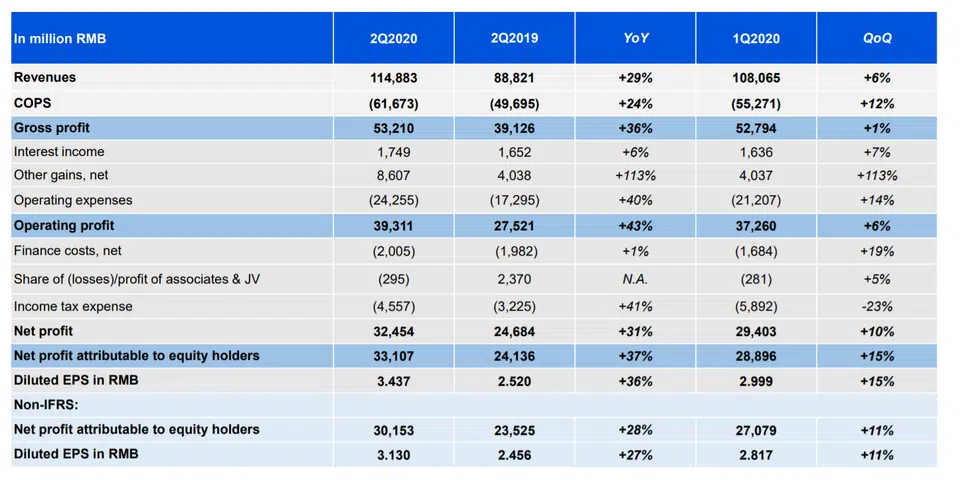 In million RMB 2Q2020 2Q2019 YoY 1Q2020 QoQ
Revenues 114,883 88,821 +29% 108,065 +6%
COPS (61,673) (49,695) +24% (55,271) +12%
Gross profit 53,210 39,126 +36% 52,794 +1%
Interest income 1,749 1,652 +6% 1,636 +7%
Other gains, net 8,607 4,038 +113% 4,037 +113%
Operating expenses (24,255) (17,295) +40% (21,207) +14%
Operating profit 39,311 27,521 +43% 37,260 +6%
Finance costs, net (2,005) (1,982) +1% (1,684) +19%
Share of (losses)/profit of associates & JV (295) 2,370 N.A. (281) +5%
Income tax expense (4,557) (3,225) +41% (5,892) -23%
Net profit 32,454 24,684 +31% 29,403 +10%
Net profit attributable to equity holders 33,107 24,136 +37% 28,896 +15%
Diluted EPS in RMB 3.437 2.520 +36% 2.999 +15%
Non-IFRS:
Net profit attributable to equity holders 30,153 23,525 +28% 27,079 +11%
Diluted EPS in RMB 3.130 2.456 +27% 2.817 +11%